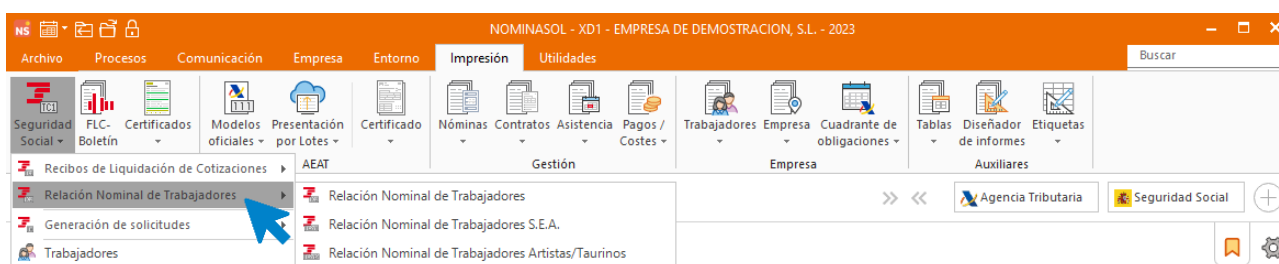 NS
NOMINASOL - XD1 - EMPRESA DE DEMOSTRACION, S.L. - 2023
Archivo Procesos Comunicación Empresa Entorno Impresión Utilidades Buscar
TC1 111
Seguridad Social FLC- Boletín Certificados Modelos oficiales Presentación por Lotes Certificado Nóminas Contratos Asistencia Pagos / Costes Trabajadores Empresa Cuadrante de obligaciones Tablas Diseñador de informes Etiquetas
AEAT Gestión Empresa Auxiliares
Recibos de Liquidación de Cotizaciones
Relación Nominal de Trabajadores
Generación de solicitudes
Trabajadores
Relación Nominal de Trabajadores
Relación Nominal de Trabajadores S.E.A.
Relación Nominal de Trabajadores Artistas/Taurinos
Agencia Tributaria Seguridad Social